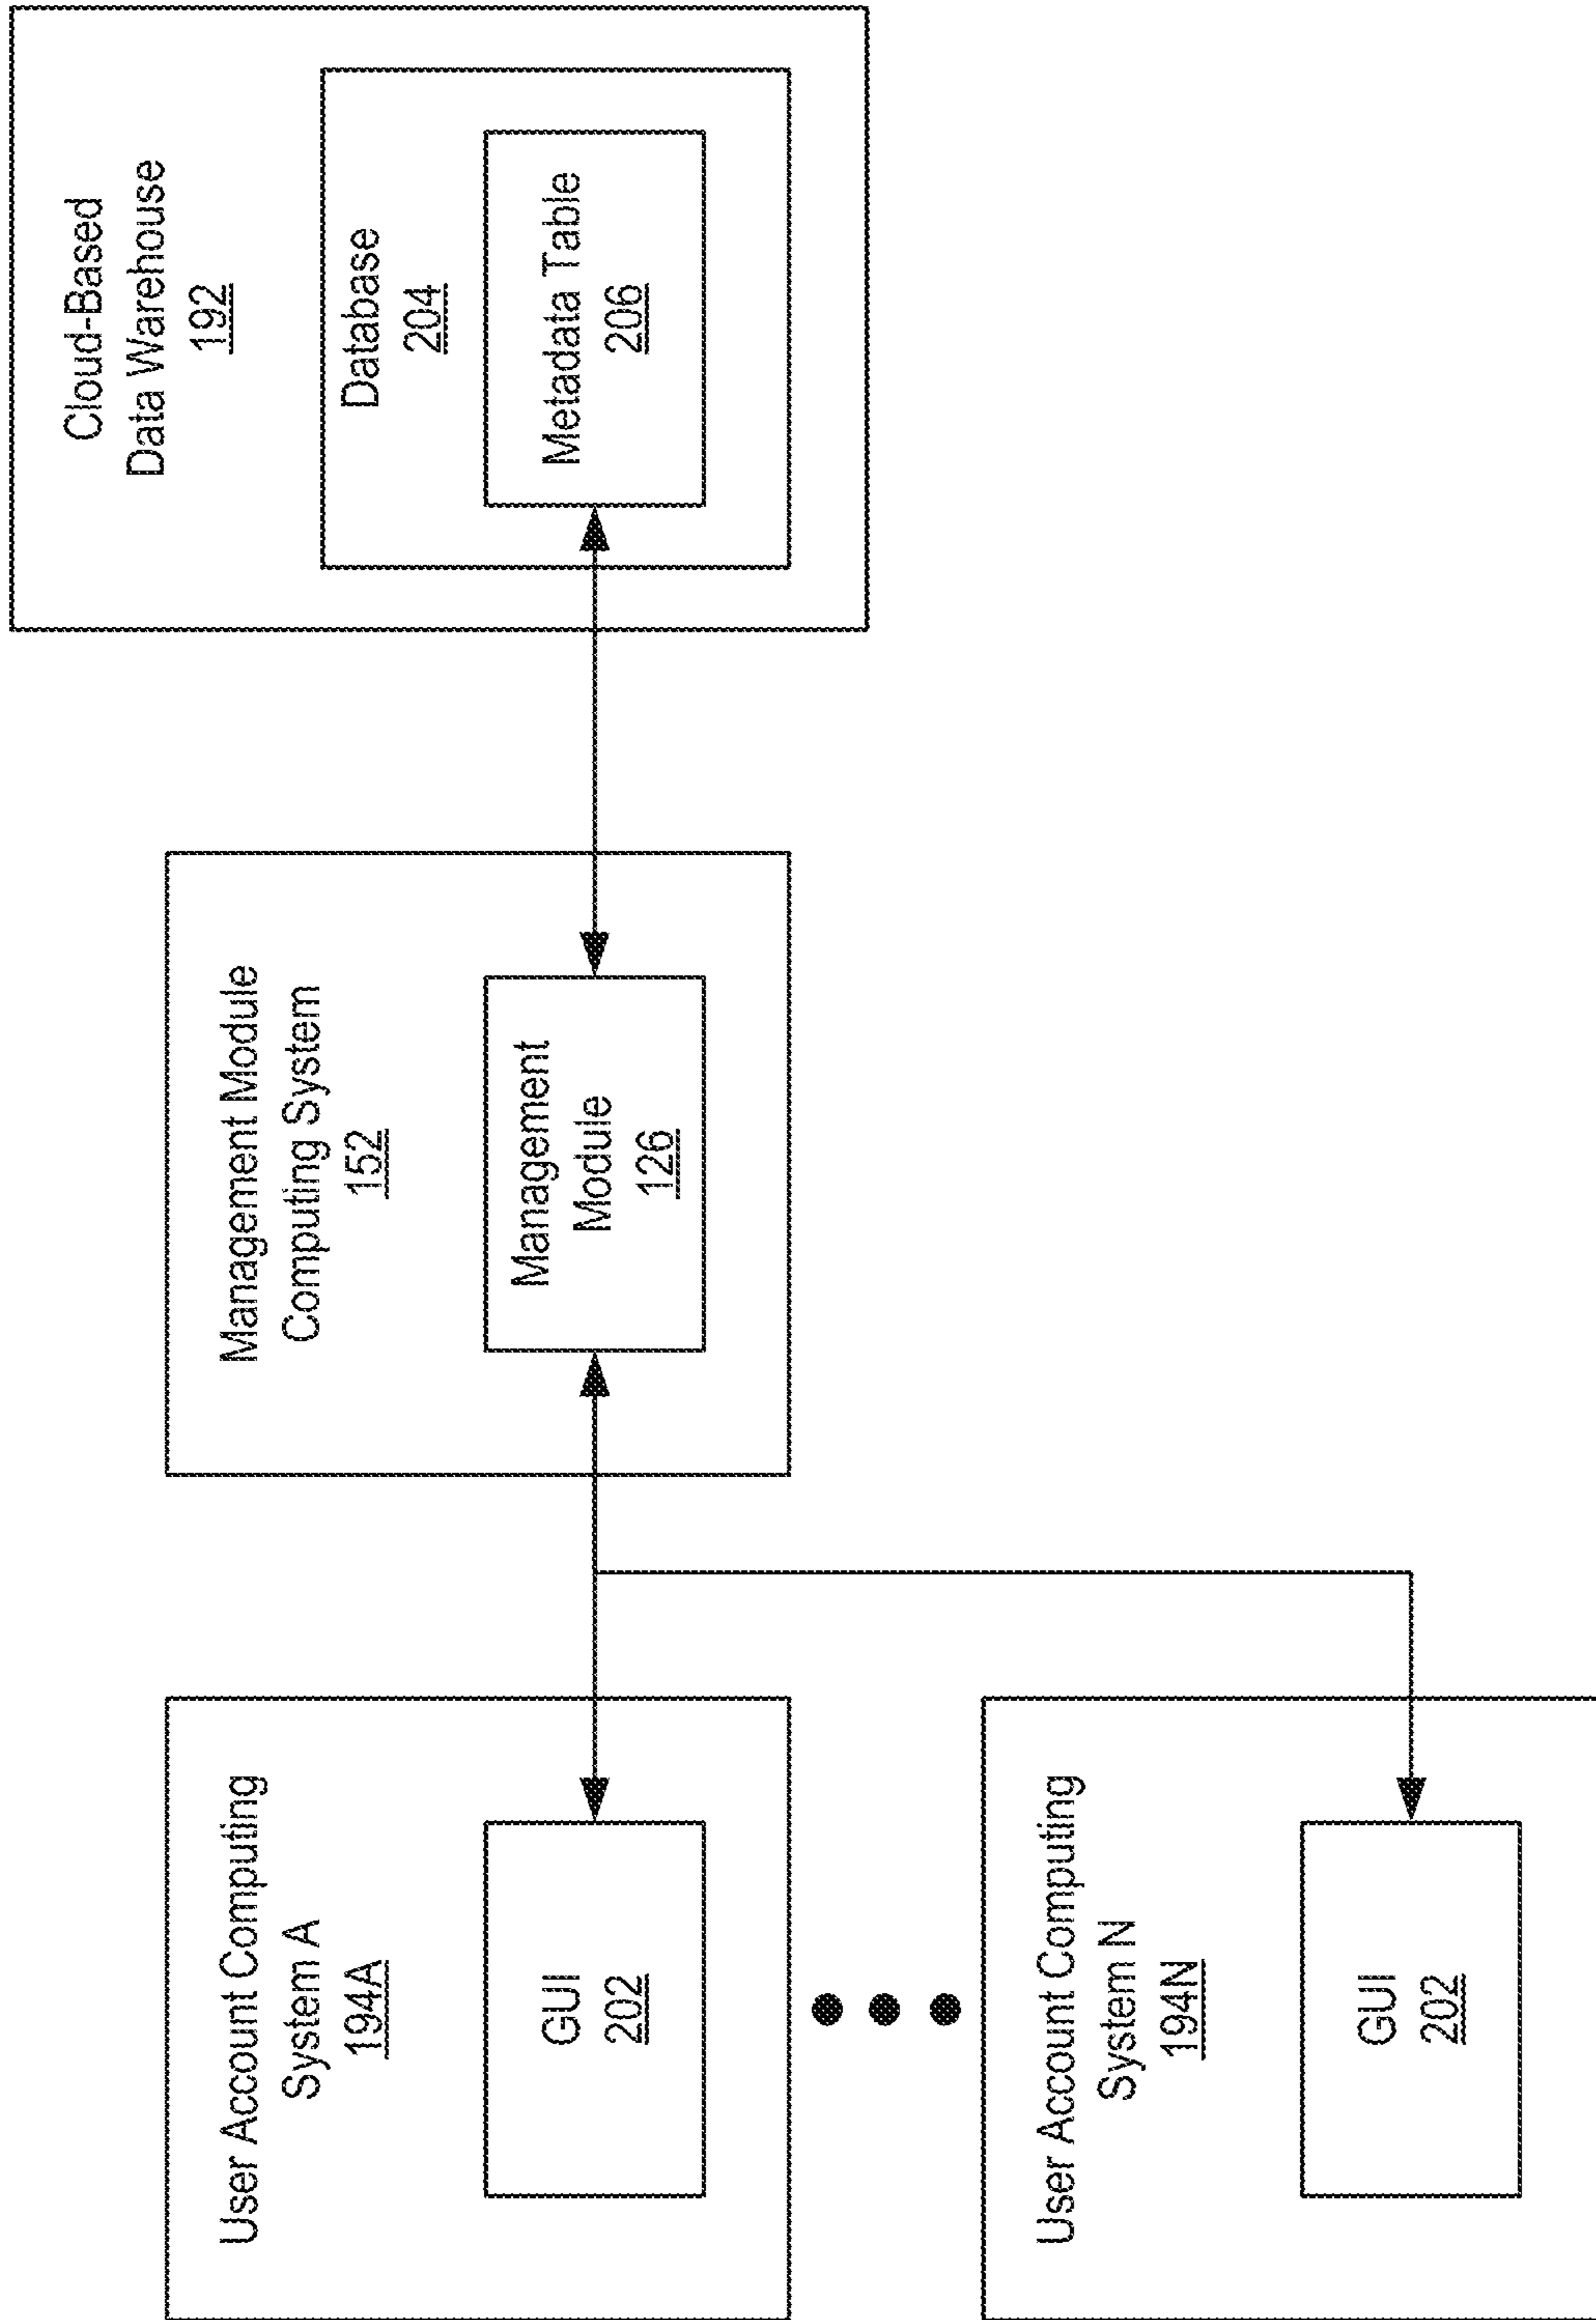 User Account Computing
System A
194A
GUI
202
User Account Computing
System N
194N
GUI
202
Management Module
Computing System
152
Management
Module
126
Cloud-Based
Data Warehouse
192
Database
204
Metadata Table
206